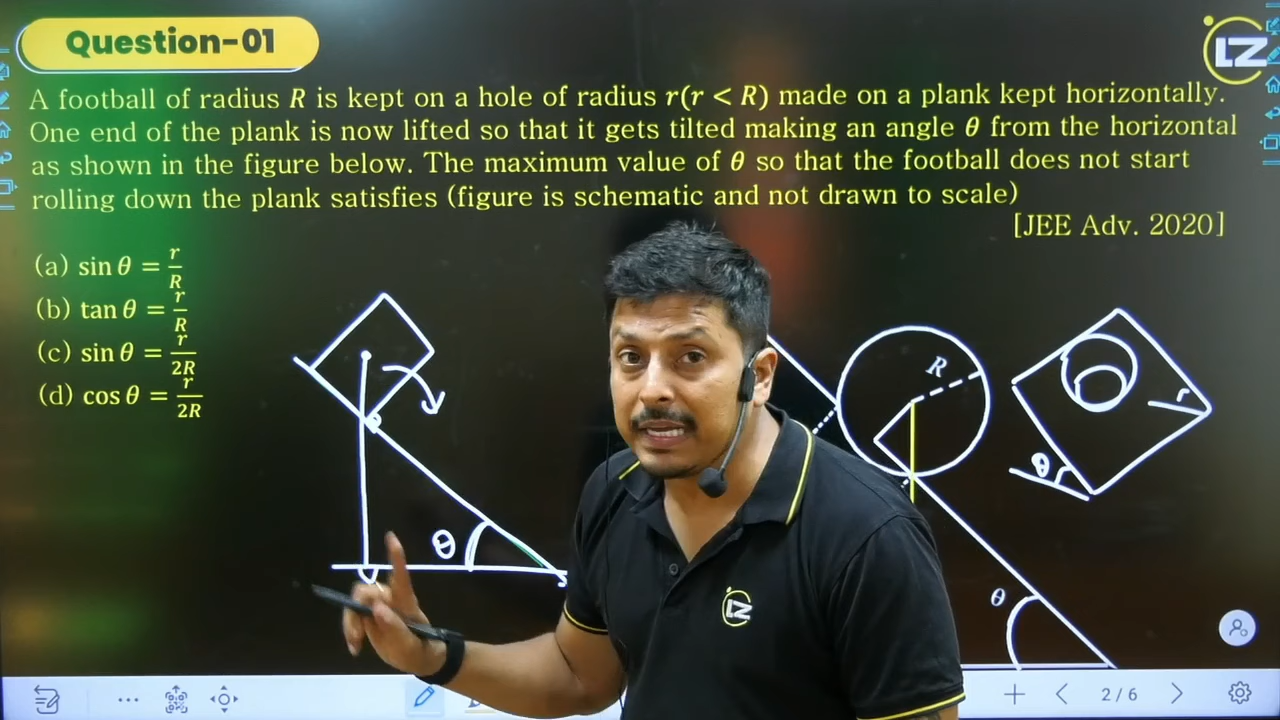 Question-01
LZ
A football of radius R is kept on a hole of radius r(r < R) made on a plank kept horizontally.
One end of the plank is now lifted so that it gets tilted making an angle θ from the horizontal
as shown in the figure below. The maximum value of θ so that the football does not start
rolling down the plank satisfies (figure is schematic and not drawn to scale)
[JEE Adv. 2020]
(a) sin θ = r/R
(b) tan θ = r/R
(c) sin θ = r/2R
(d) cos θ = r/2R
R
r
θ
θ
θ
LZ
2/6